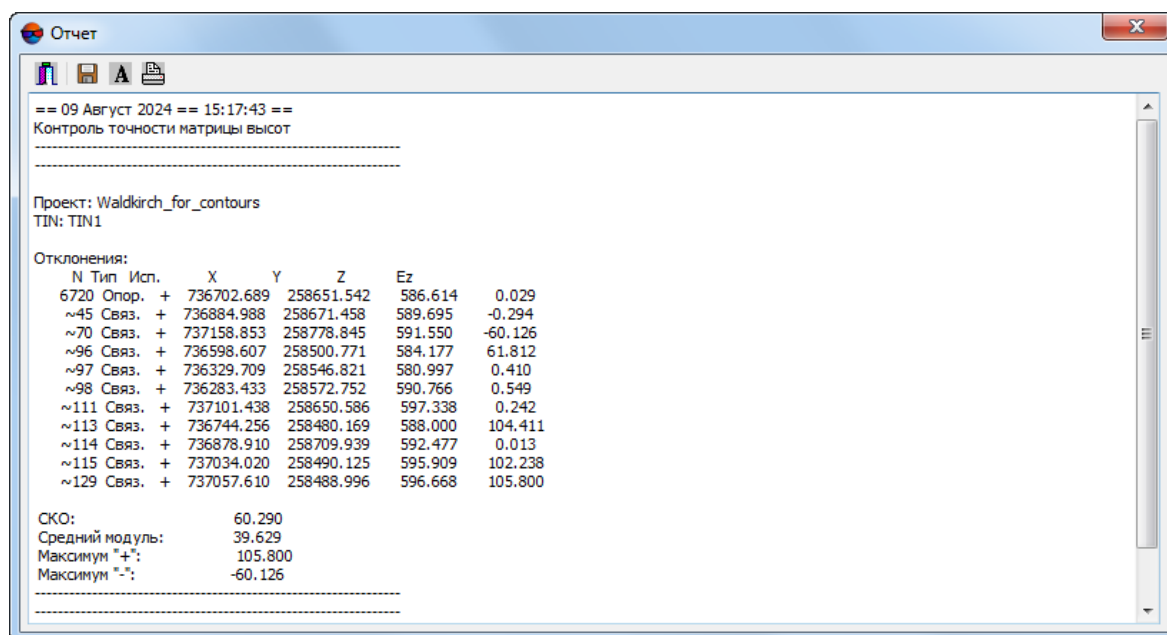 Отчет
== 09 Август 2024 == 15:17:43 ==
Контроль точности матрицы высот
-----------------------------------------------------------------
-----------------------------------------------------------------
Проект: Waldkirch_for_contours
TIN: TIN1
Отклонения:
N Тип Исп. X Y Z Ez
6720 Опор. + 736702.689 258651.542 586.614 0.029
~45 Связ. + 736884.988 258671.458 589.695 -0.294
~70 Связ. + 737158.853 258778.845 591.550 -60.126
~96 Связ. + 736598.607 258500.771 584.177 61.812
~97 Связ. + 736329.709 258546.821 580.997 0.410
~98 Связ. + 736283.433 258572.752 590.766 0.549
~111 Связ. + 737101.438 258650.586 597.338 0.242
~113 Связ. + 736744.256 258480.169 588.000 104.411
~114 Связ. + 736878.910 258709.939 592.477 0.013
~115 Связ. + 737034.020 258490.125 595.909 102.238
~129 Связ. + 737057.610 258488.996 596.668 105.800
СКО: 60.290
Средний модуль: 39.629
Максимум "+": 105.800
Максимум "-": -60.126
-----------------------------------------------------------------
-----------------------------------------------------------------